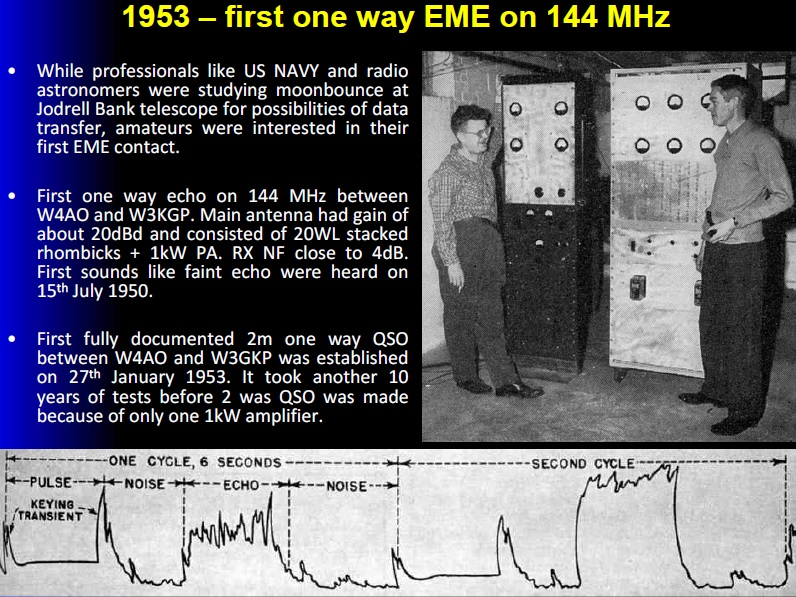 1953 – first one way EME on 144 MHz
• While professionals like US NAVY and radio
astronomers were studying moonbounce at
Jodrell Bank telescope for possibilities of data
transfer, amateurs were interested in their
first EME contact.
• First one way echo on 144 MHz between
W4AO and W3KGP. Main antenna had gain of
about 20dBd and consisted of 20WL stacked
rhombicks + 1kW PA. RX NF close to 4dB.
First sounds like faint echo were heard on
15th July 1950.
• First fully documented 2m one way QSO
between W4AO and W3GKP was established
on 27th January 1953. It took another 10
years of tests before 2 was QSO was made
because of only one 1kW amplifier.
ONE CYCLE, 6 SECONDS
SECOND CYCLE
PULSE
NOISE
ECHO
NOISE
KEYING
TRANSIENT